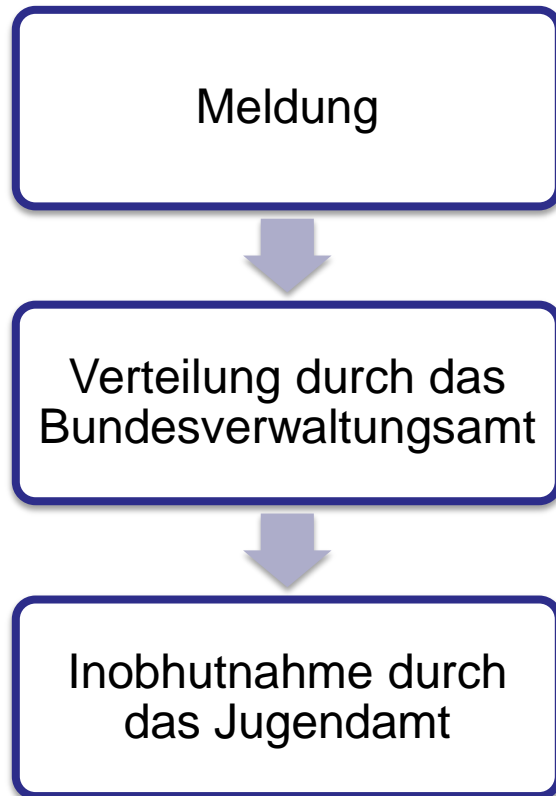 Meldung
Verteilung durch das
Bundesverwaltungsamt
Inobhutnahme durch
das Jugendamt